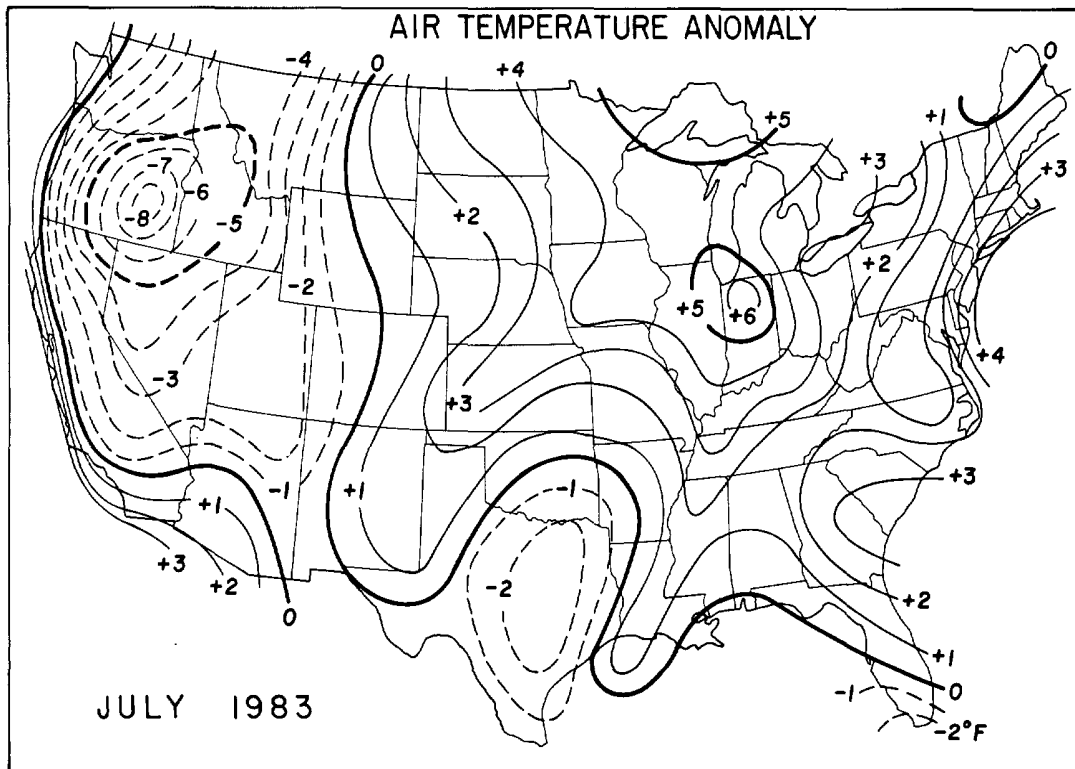 AIR TEMPERATURE ANOMALY
-4 0 +4 0
+5 +1
+3 +3
-7
-6
-8 -5 +2
+2
-2 +5 +6
+4
-3
+3
-1 +1 -1 +3
+1
+3 +2 -2 +2
0
+1
JULY 1983 -1 0
-2°F